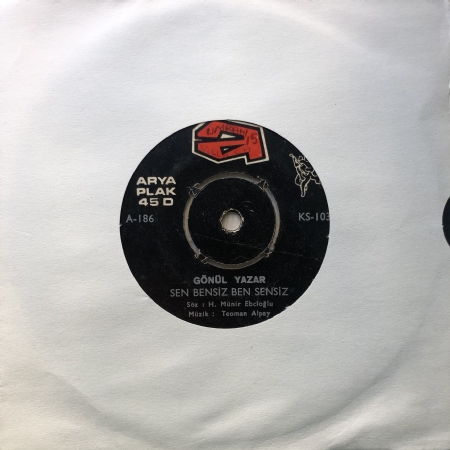 ARYA
PLAK
45 D
A-186
KS-103
GÖNÜL YAZAR
SEN BENSİZ BEN SENSİZ
Söz : H. Münir Ebcioğlu
Müzik : Teoman Alpay